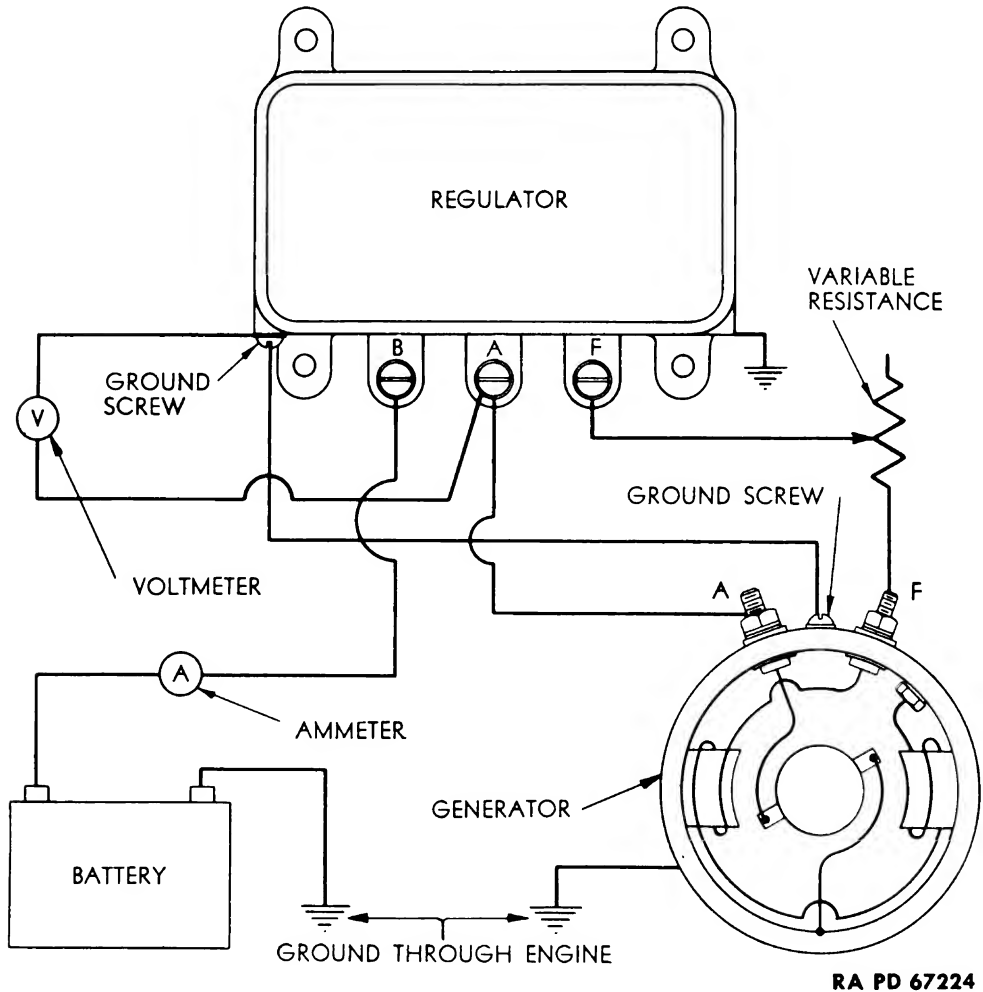 REGULATOR
VARIABLE
RESISTANCE
B
A
F
GROUND
SCREW
V
GROUND SCREW
VOLTMETER
A
F
A
AMMETER
GENERATOR
BATTERY
GROUND THROUGH ENGINE
RA PD 67224